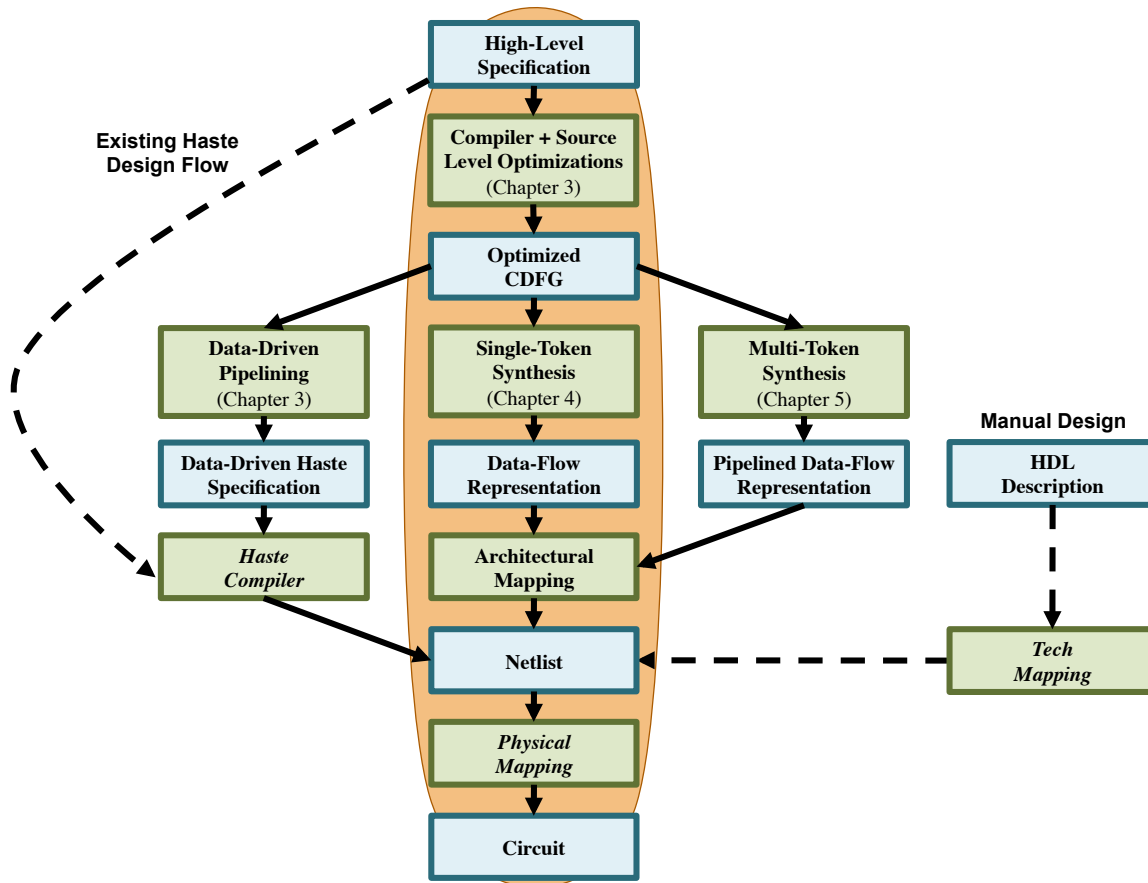 High-Level
Specification
Existing Haste
Design Flow
Compiler + Source
Level Optimizations
(Chapter 3)
Optimized
CDFG
Data-Driven
Pipelining
(Chapter 3)
Single-Token
Synthesis
(Chapter 4)
Multi-Token
Synthesis
(Chapter 5)
Manual Design
Data-Driven Haste
Specification
Data-Flow
Representation
Pipelined Data-Flow
Representation
HDL
Description
Haste
Compiler
Architectural
Mapping
Netlist
Tech
Mapping
Physical
Mapping
Circuit